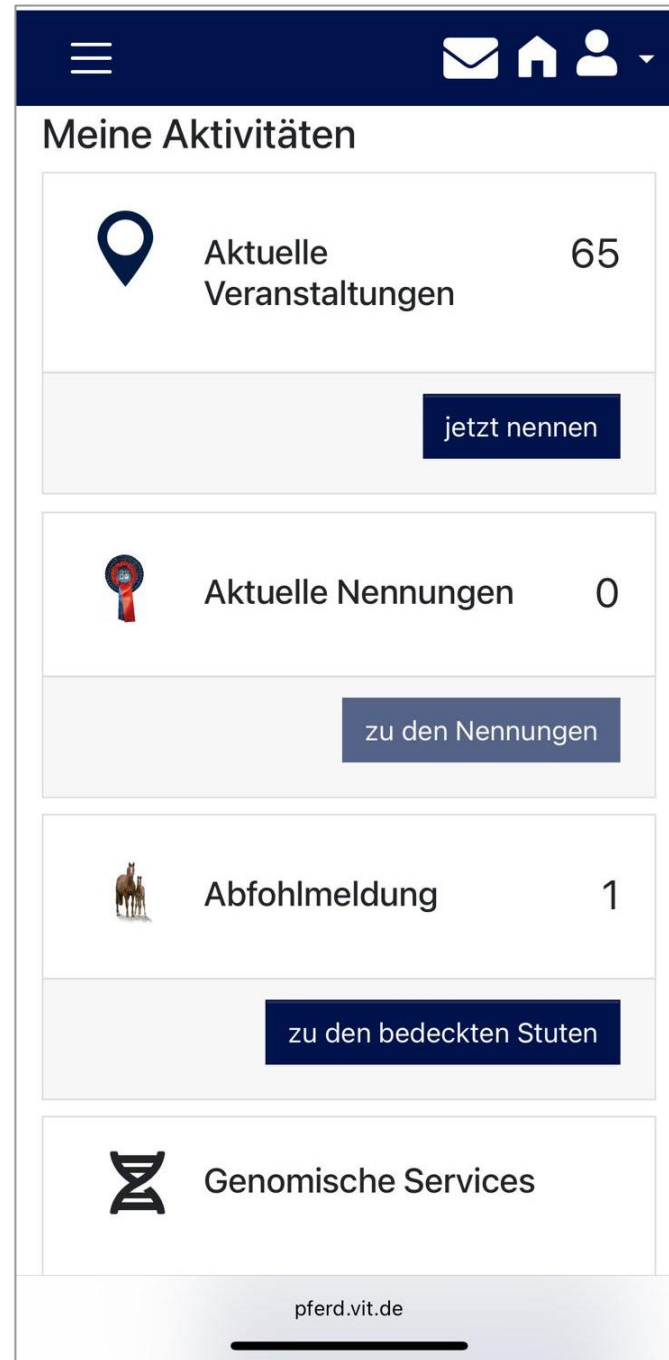 Meine Aktivitäten
Aktuelle
Veranstaltungen
65
jetzt nennen
Aktuelle Nennungen
0
zu den Nennungen
Abfohlmeldung
1
zu den bedeckten Stuten
Genomische Services
pferd.vit.de